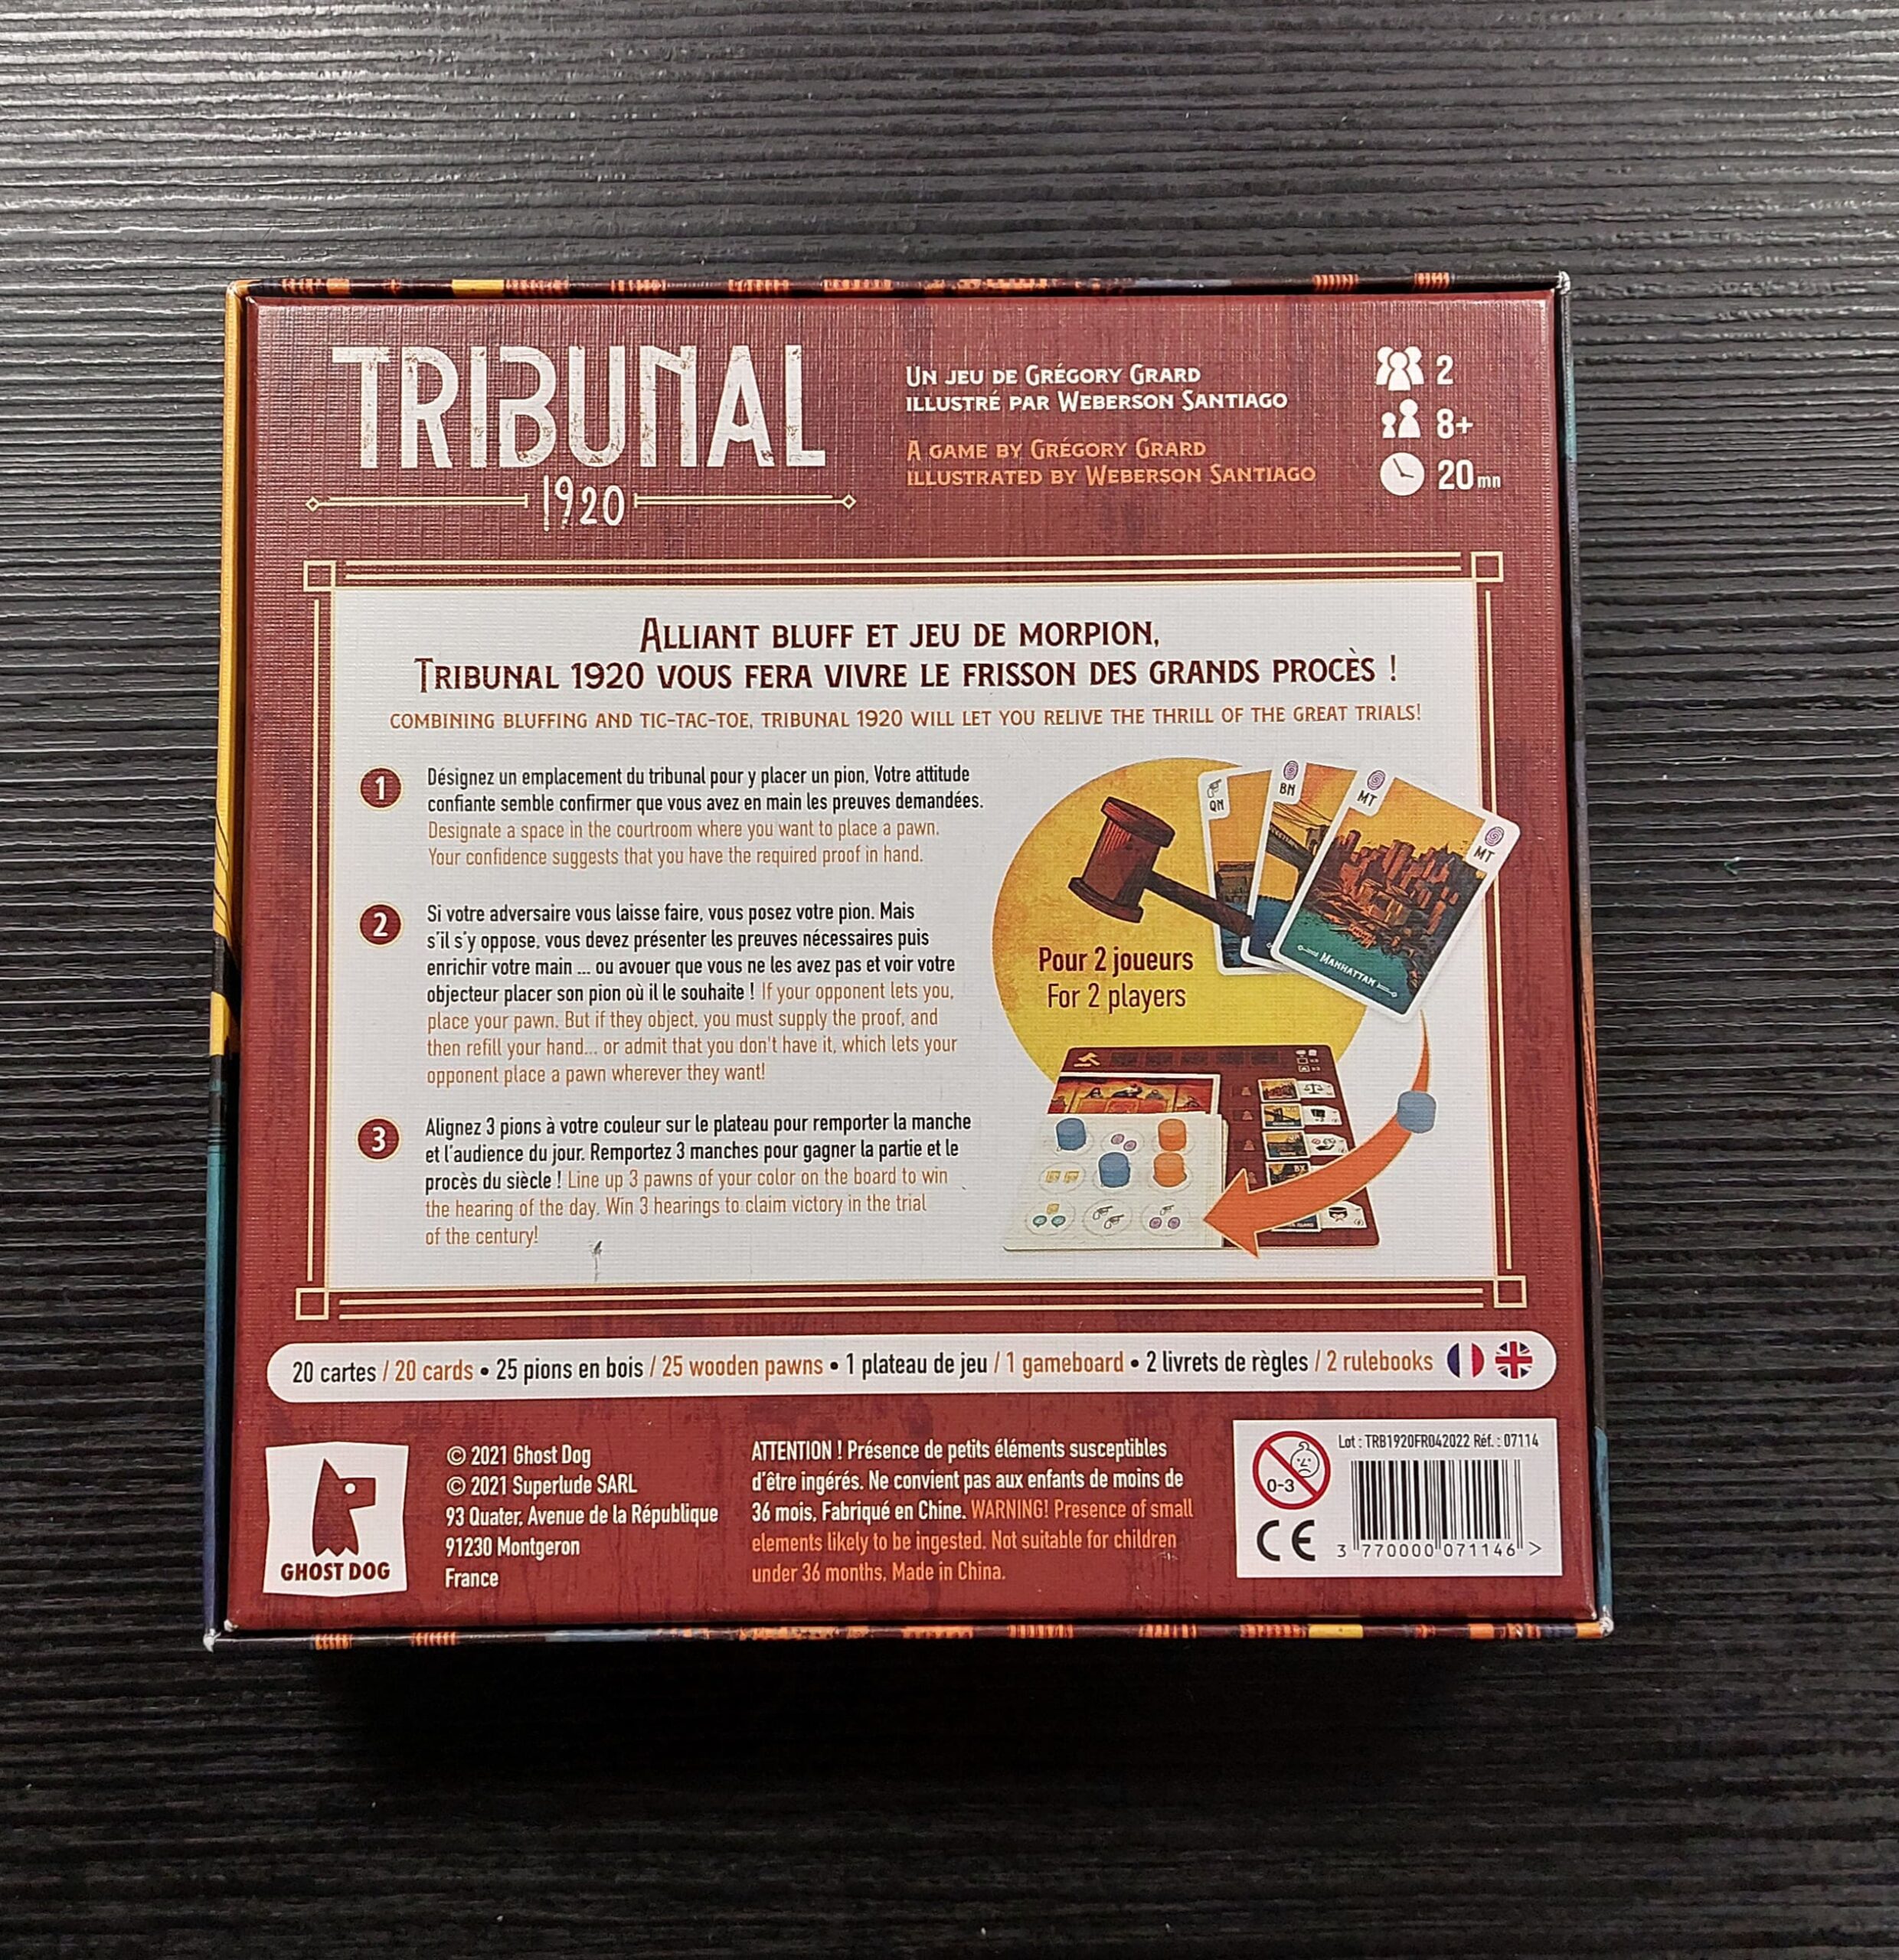 TRIBUNAL
1920
Un jeu de Grégory Grard
illustré par Weberson Santiago
A game by Grégory Grard
illustrated by Weberson Santiago
2
8+
20mn
Alliant bluff et jeu de morpion,
Tribunal 1920 vous fera vivre le frisson des grands procès !
Combining bluffing and tic-tac-toe, Tribunal 1920 will let you relive the thrill of the great trials!
1
Désignez un emplacement du tribunal pour y placer un pion. Votre attitude
confiante semble confirmer que vous avez en main les preuves demandées.
Designate a space in the courtroom where you want to place a pawn.
Your confidence suggests that you have the required proof in hand.
2
Si votre adversaire vous laisse faire, vous posez votre pion. Mais
s'il s'y oppose, vous devez présenter les preuves nécessaires puis
enrichir votre main ... ou avouer que vous ne les avez pas et voir votre
objecteur placer son pion où il le souhaite ! If your opponent lets you,
place your pawn. But if they object, you must supply the proof, and
then refill your hand... or admit that you don't have it, which lets your
opponent place a pawn wherever they want!
3
Alignez 3 pions à votre couleur sur le plateau pour remporter la manche
et l'audience du jour. Remportez 3 manches pour gagner la partie et le
procès du siècle ! Line up 3 pawns of your color on the board to win
the hearing of the day. Win 3 hearings to claim victory in the trial
of the century!
QN
BN
MT
MT
Manhattan
Pour 2 joueurs
For 2 players
20 cartes / 20 cards • 25 pions en bois / 25 wooden pawns • 1 plateau de jeu / 1 gameboard • 2 livrets de règles / 2 rulebooks
GHOST DOG
© 2021 Ghost Dog
© 2021 Superlude SARL
93 Quater, Avenue de la République
91230 Montgeron
France
ATTENTION ! Présence de petits éléments susceptibles
d'être ingérés. Ne convient pas aux enfants de moins de
36 mois. Fabriqué en Chine. WARNING! Presence of small
elements likely to be ingested. Not suitable for children
under 36 months. Made in China.
Lot : TRB1920FR042022 Réf. : 07114
0-3
CE
3 770000 071146 >